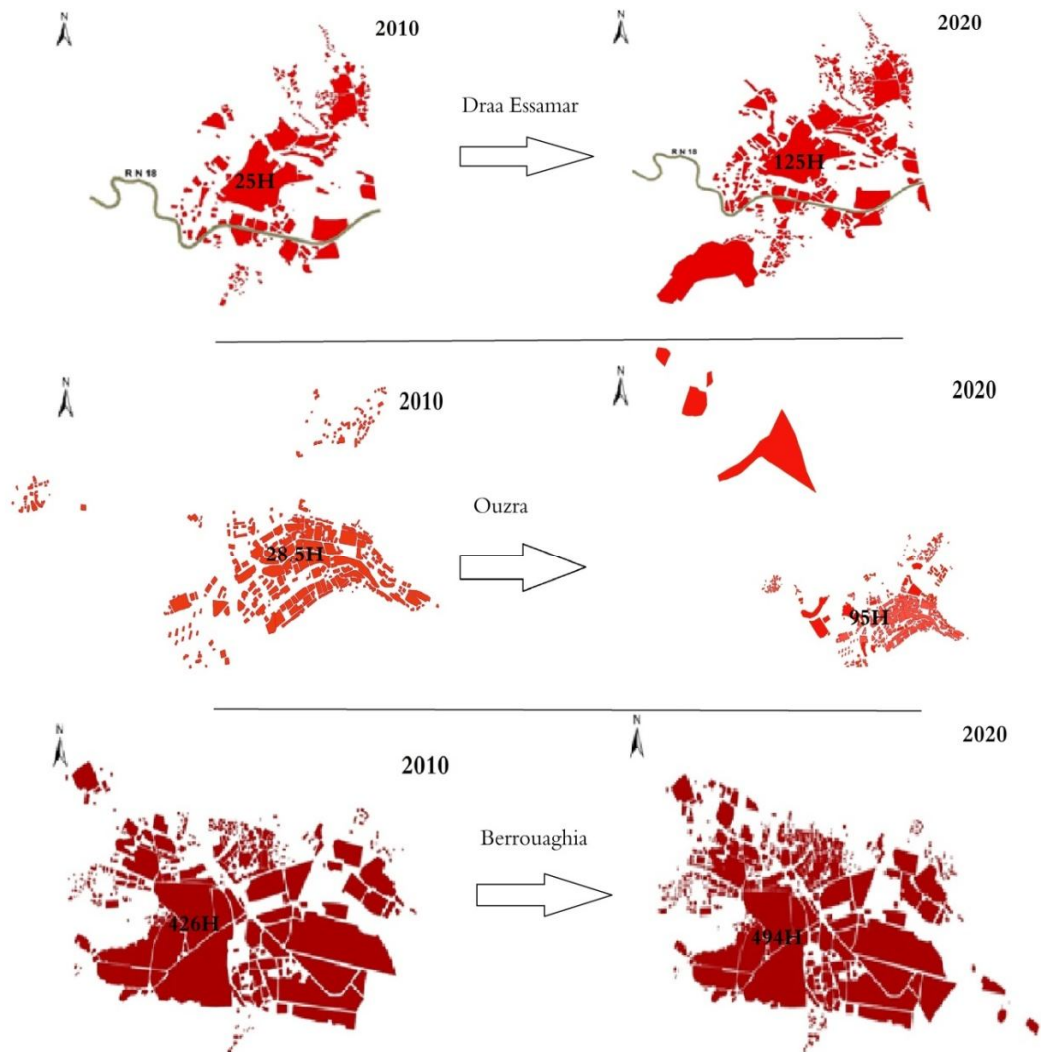 N
2010
N
2020
Draa Essamar
R N 18
25H
R N 18
125H
N
2010
N
2020
Ouzra
28.5H
95H
N
2010
N
2020
Berrouaghia
426H
494H